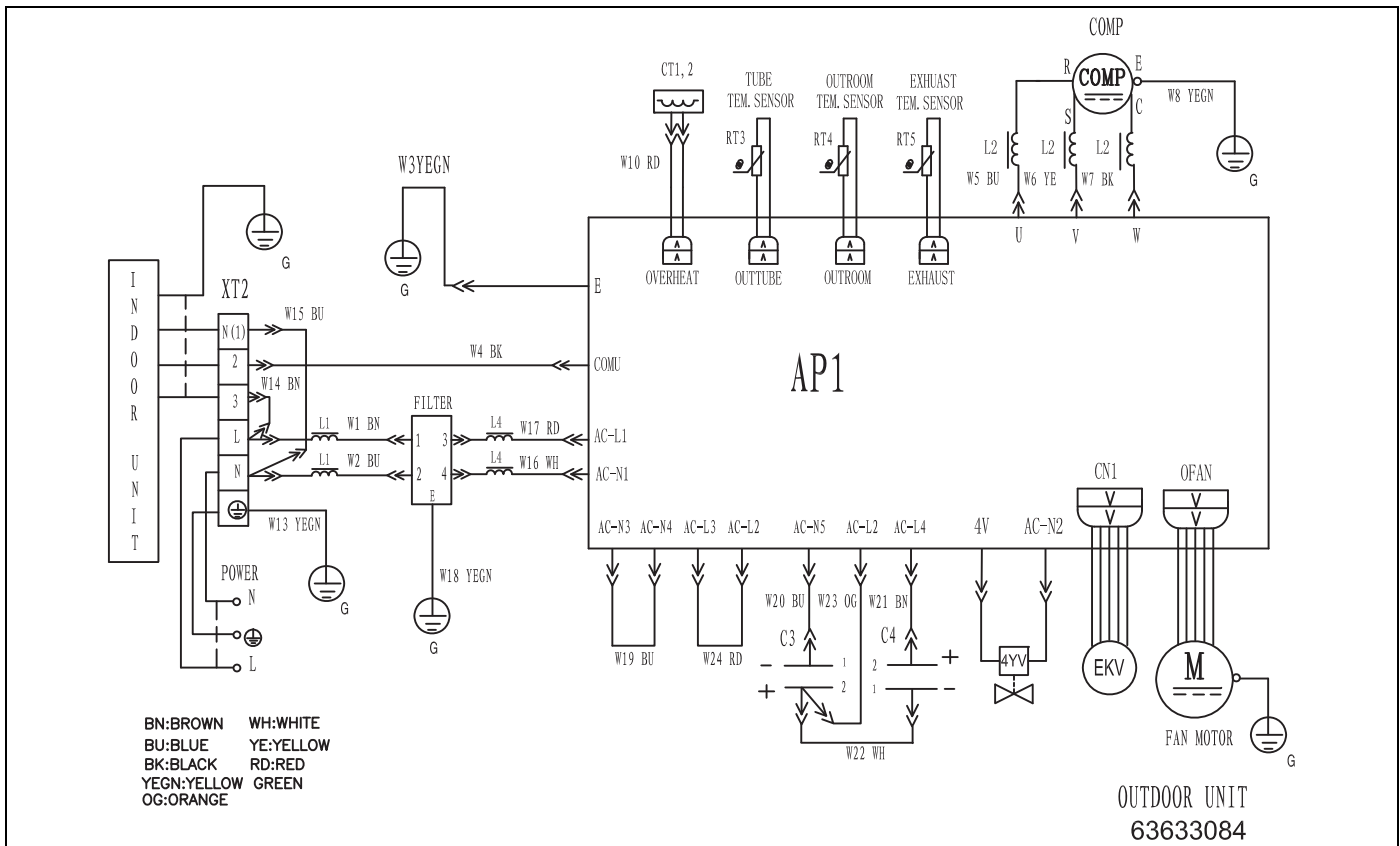 COMP
CT1, 2
TUBE
TEM. SENSOR
OUTROOM
TEM. SENSOR
EXHUAST
TEM. SENSOR
R
COMP
E
W8 YEGN
S
C
G
RT3
RT4
RT5
L2
L2
L2
W10 RD
W5 BU
W6 YE
W7 BK
W3YEGN
G
G
U
V
W
OVERHEAT
OUTTUBE
OUTROOM
EXHAUST
E
INDOOR UNIT
XT2
W15 BU
N(1)
2
W4 BK
COMU
AP1
W14 BN
3
FILTER
L
L1
W1 BN
1
3
L4
W17 RD
AC-L1
N
L1
W2 BU
2
4
L4
W16 WH
AC-N1
E
CN1
OFAN
W13 YEGN
G
AC-N3
AC-N4
AC-L3
AC-L2
AC-N5
AC-L2
AC-L4
4V
AC-N2
POWER
N
L
W18 YEGN
G
W20 BU
W23 OG
W21 BN
C3
C4
W19 BU
W24 RD
-
1
+
2
2
+
1
-
4YV
EKV
M
W22 WH
FAN MOTOR
G
BN:BROWN WH:WHITE
BU:BLUE YE:YELLOW
BK:BLACK RD:RED
YEGN:YELLOW GREEN
OG:ORANGE
OUTDOOR UNIT
63633084